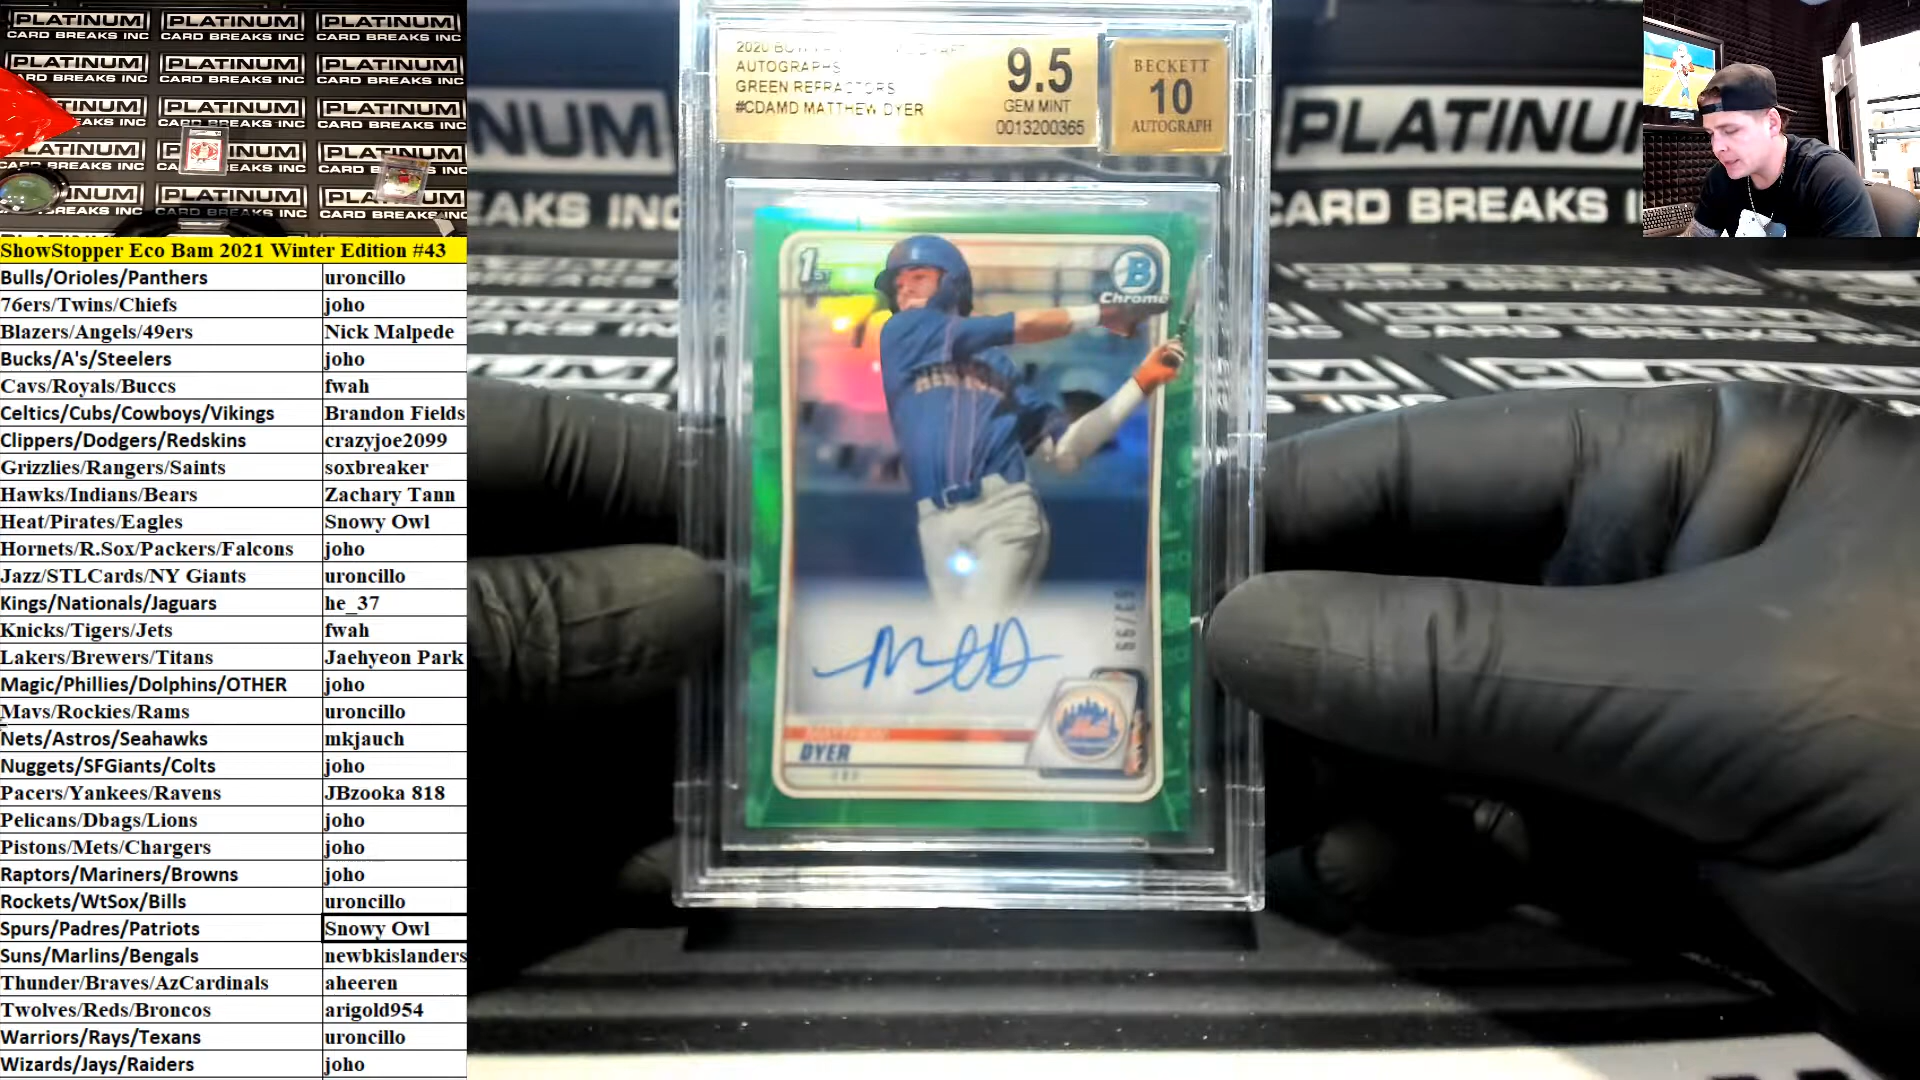 PLATINUM
CARD BREAKS INC
ShowStopper Eco Bam 2021 Winter Edition #43
Bulls/Orioles/Panthers uroncillo
76ers/Twins/Chiefs joho
Blazers/Angels/49ers Nick Malpede
Bucks/A's/Steelers joho
Cavs/Royals/Buccs fwah
Celtics/Cubs/Cowboys/Vikings Brandon Fields
Clippers/Dodgers/Redskins crazyjoe2099
Grizzlies/Rangers/Saints soxbreaker
Hawks/Indians/Bears Zachary Tann
Heat/Pirates/Eagles Snowy Owl
Hornets/R.Sox/Packers/Falcons joho
Jazz/STLCards/NY Giants uroncillo
Kings/Nationals/Jaguars he_37
Knicks/Tigers/Jets fwah
Lakers/Brewers/Titans Jaehyeon Park
Magic/Phillies/Dolphins/OTHER joho
Mavs/Rockies/Rams uroncillo
Nets/Astros/Seahawks mkjauch
Nuggets/SFGiants/Colts joho
Pacers/Yankees/Ravens JBzooka 818
Pelicans/Dbags/Lions joho
Pistons/Mets/Chargers joho
Raptors/Mariners/Browns joho
Rockets/WtSox/Bills uroncillo
Spurs/Padres/Patriots Snowy Owl
Suns/Marlins/Bengals newbkislanders
Thunder/Braves/AzCardinals aheeren
Twolves/Reds/Broncos arigold954
Warriors/Rays/Texans uroncillo
Wizards/Jays/Raiders joho
2020
AUTOGRAPHS
GREEN REFRACTORS
#CDAMD MATTHEW DYER
9.5
GEM MINT
0013200365
BECKETT
10
AUTOGRAPH
1ST
B
Chrome
MATTHEW
DYER
Mets
PLATINUM
CARD BREAKS INC